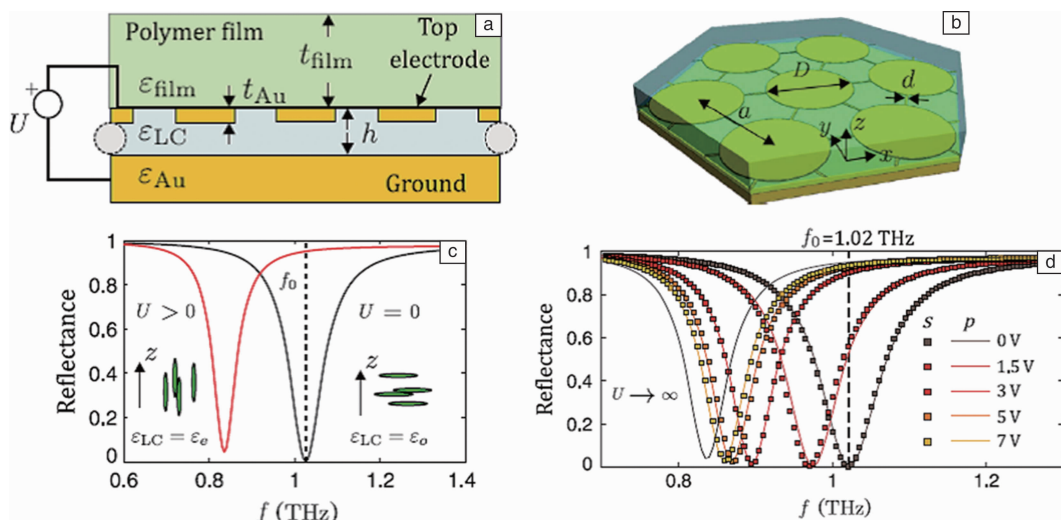 a
Polymer film
t_film
Top
electrode
ε_film
t_Au
+
U
ε_LC
h
ε_Au
Ground
b
D
d
a
y
z
x
c
1
0.8
0.6
0.4
0.2
0
Reflectance
f₀
U > 0
U = 0
z
z
ε_LC = ε_e
ε_LC = ε_o
0.6
0.8
1.0
1.2
1.4
f (THz)
f₀=1.02 THz
d
1
0.8
0.6
0.4
0.2
0
Reflectance
s
p
0 V
1.5 V
3 V
5 V
7 V
U → ∞
0.8
1
1.2
f (THz)